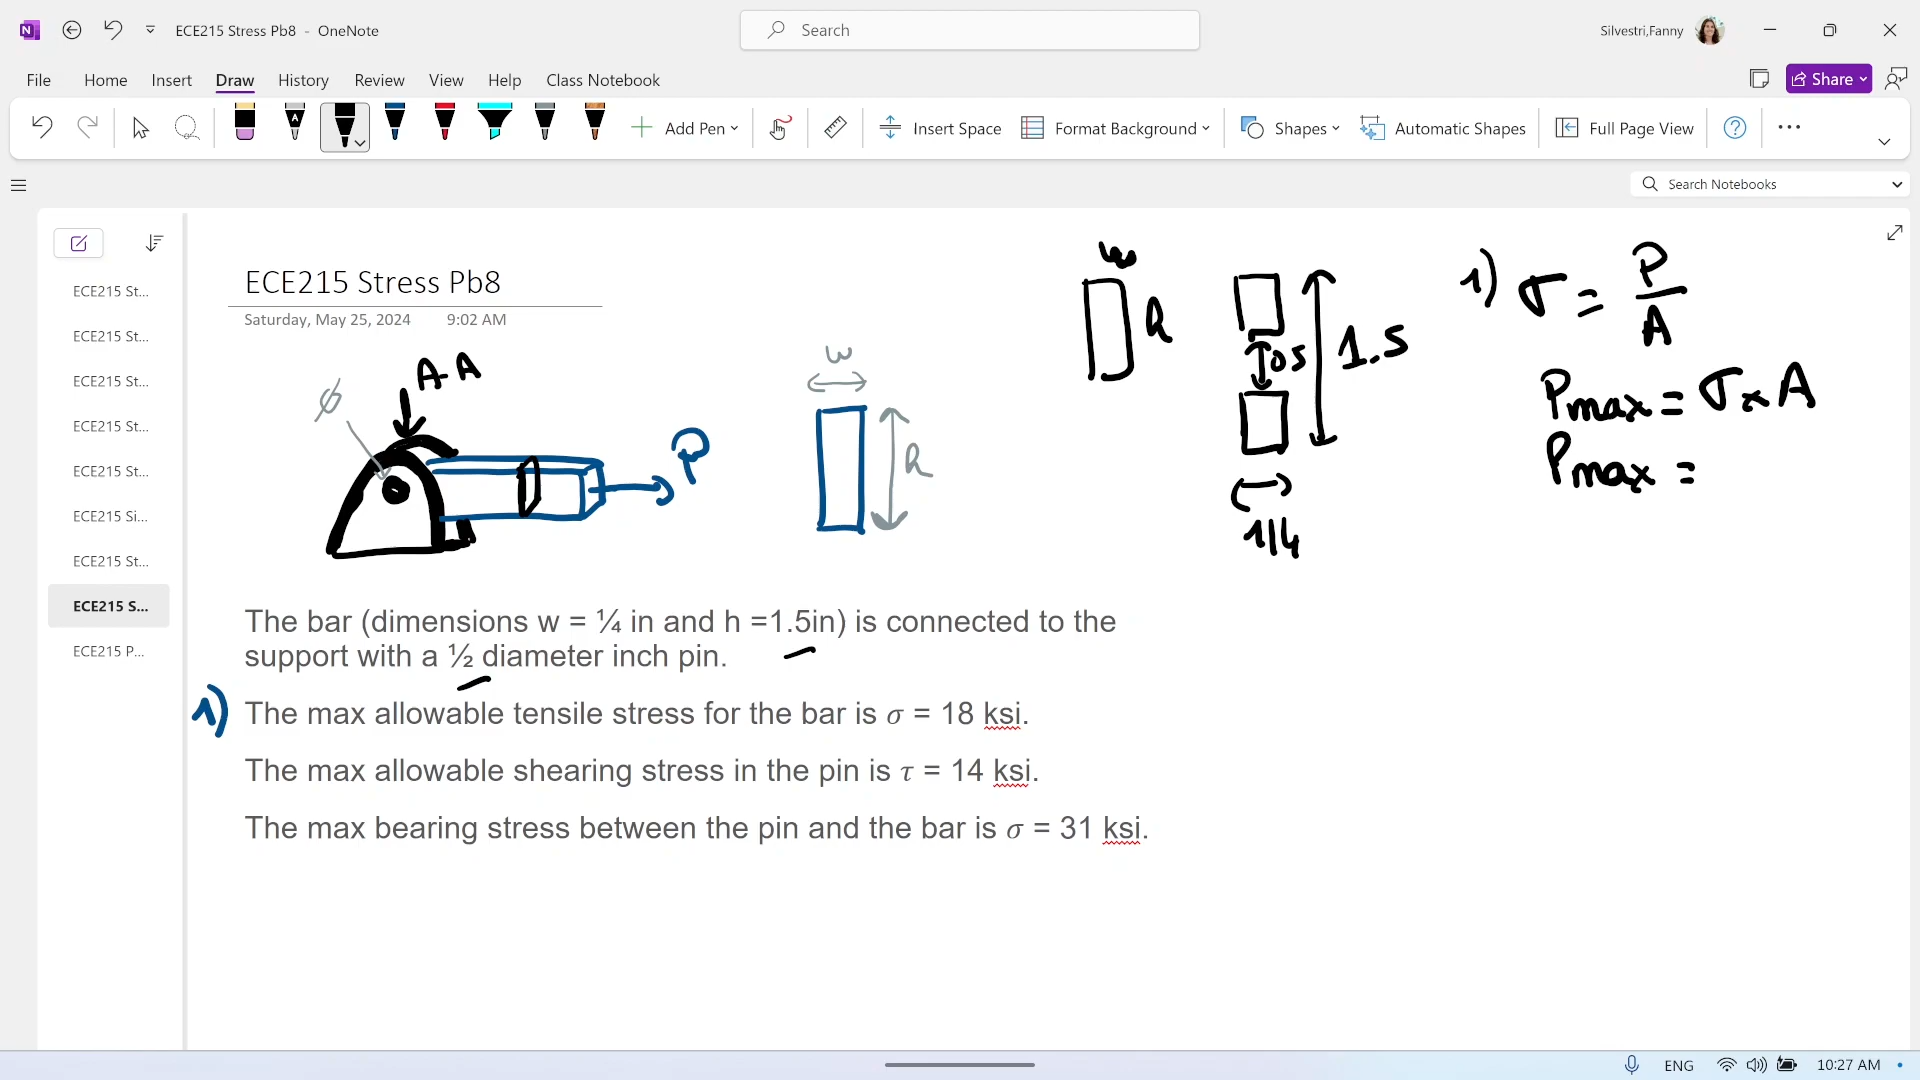 ECE215 Stress Pb8 - OneNote
Search
Silvestri,Fanny
File Home Insert Draw History Review View Help Class Notebook
Share
Add Pen
Insert Space
Format Background
Shapes
Automatic Shapes
Full Page View
Search Notebooks
ECE215 St...
ECE215 St...
ECE215 St...
ECE215 St...
ECE215 St...
ECE215 Si...
ECE215 St...
ECE215 S...
ECE215 P...
ECE215 Stress Pb8
Saturday, May 25, 2024 9:02 AM
A-A
ϕ
P
w
h
w
h
0.5
1.5
1/4
1) σ = P/A
Pmax = σ x A
Pmax =
The bar (dimensions w = ¼ in and h =1.5in) is connected to the
support with a ½ diameter inch pin.
1) The max allowable tensile stress for the bar is σ = 18 ksi.
The max allowable shearing stress in the pin is τ = 14 ksi.
The max bearing stress between the pin and the bar is σ = 31 ksi.
ENG
10:27 AM